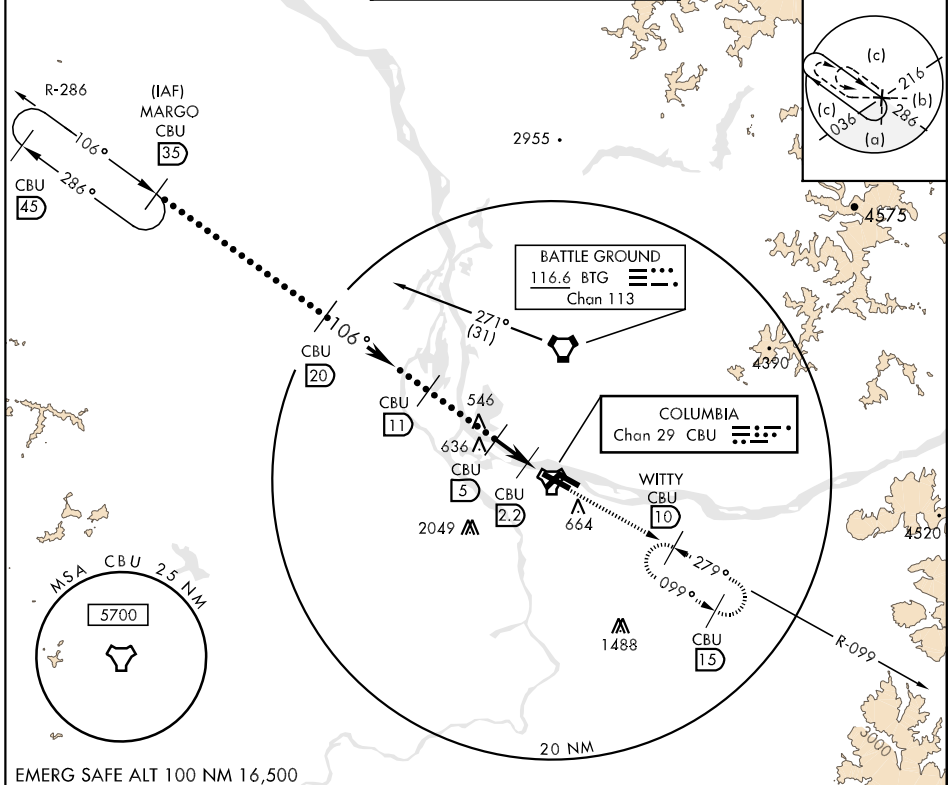 R-286
(IAF)
MARGO
CBU
35
106°
286°
CBU
45
2955
(c)
216
(b)
286
(c)
036
(a)
4575
BATTLE GROUND
116.6 BTG
Chan 113
271°
(31)
106°
CBU
20
4390
CBU
11
546
636
COLUMBIA
Chan 29 CBU
CBU
5
CBU
2.2
WITTY
CBU
10
664
2049
4520
279°
099°
MSA CBU 25 NM
5700
1488
CBU
15
R-099
20 NM
3000
EMERG SAFE ALT 100 NM 16,500